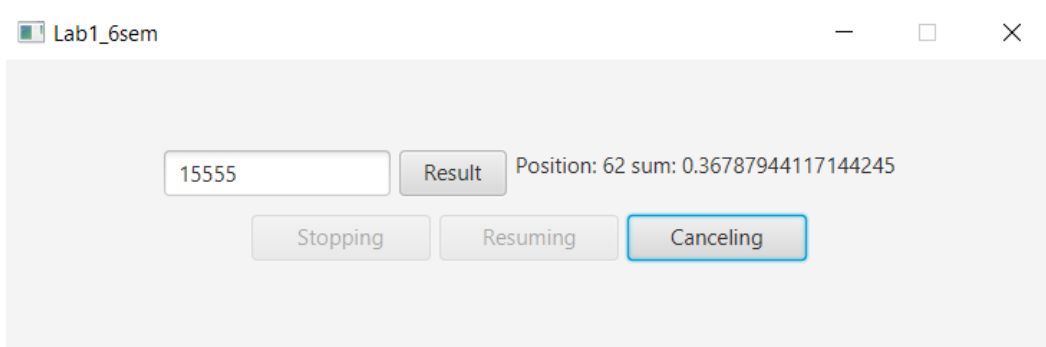 Lab1_6sem
15555 Result Position: 62 sum: 0.36787944117144245
Stopping Resuming Canceling